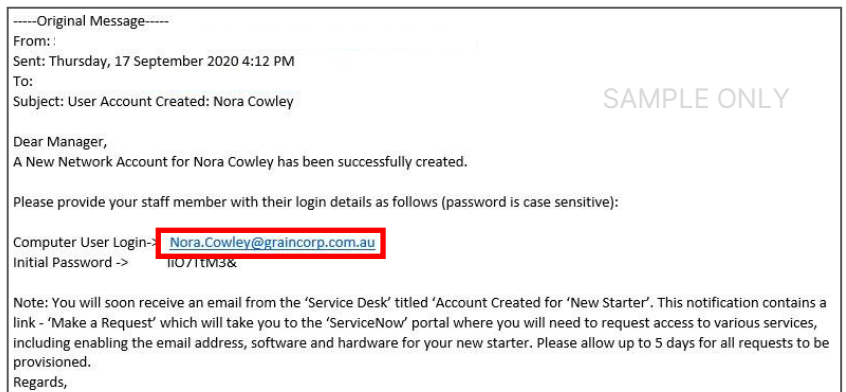 -----Original Message-----
From:
Sent: Thursday, 17 September 2020 4:12 PM
To:
Subject: User Account Created: Nora Cowley
SAMPLE ONLY
Dear Manager,
A New Network Account for Nora Cowley has been successfully created.
Please provide your staff member with their login details as follows (password is case sensitive):
Computer User Login-> Nora.Cowley@graincorp.com.au
Initial Password ->
Note: You will soon receive an email from the ‘Service Desk’ titled ‘Account Created for ‘New Starter’. This notification contains a
link - ‘Make a Request’ which will take you to the ‘ServiceNow’ portal where you will need to request access to various services,
including enabling the email address, software and hardware for your new starter. Please allow up to 5 days for all requests to be
provisioned.
Regards,